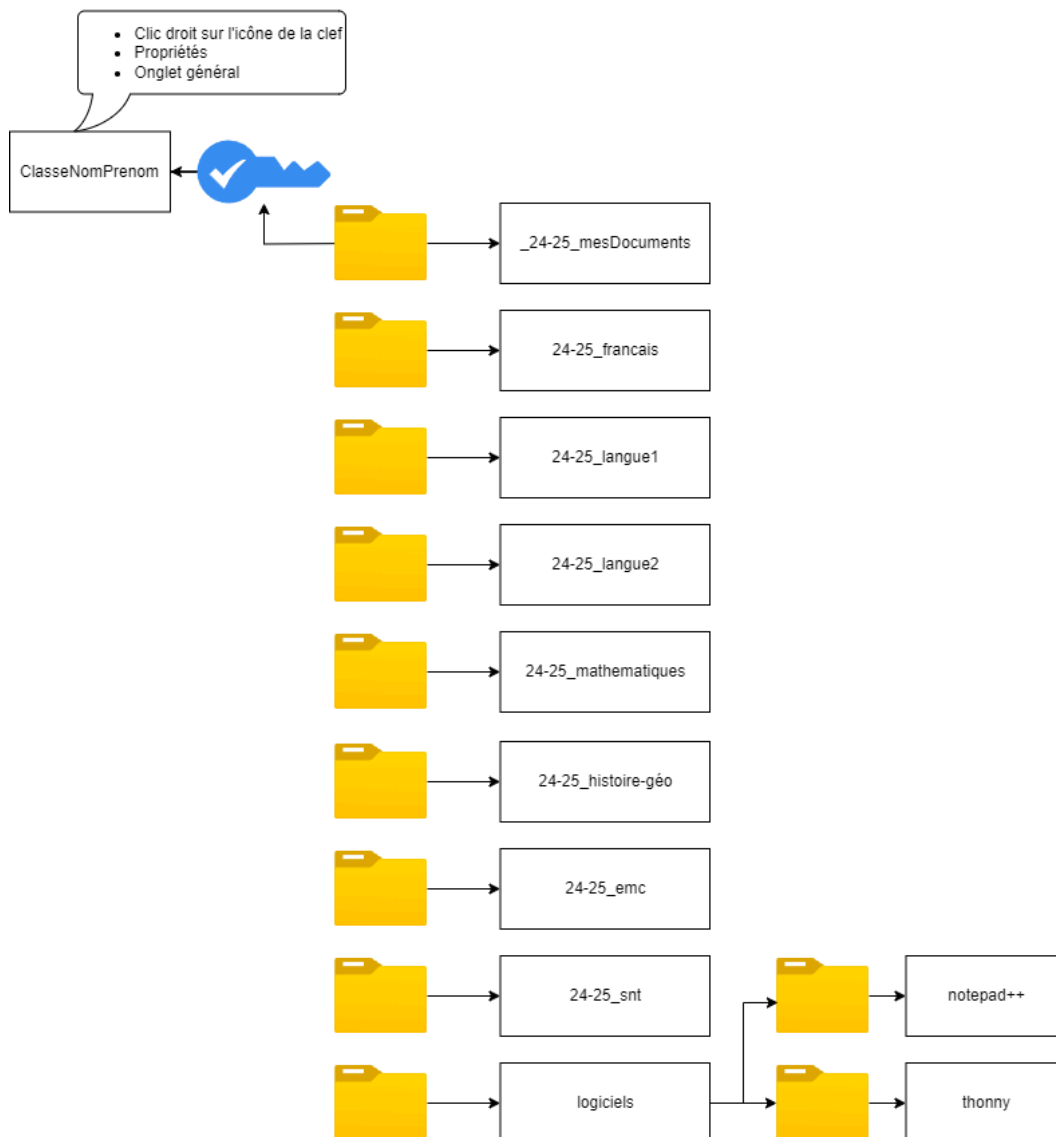 Clic droit sur l'icône de la clef
Propriétés
Onglet général
ClasseNomPrenom
_24-25_mesDocuments
24-25_francais
24-25_langue1
24-25_langue2
24-25_mathematiques
24-25_histoire-géo
24-25_emc
24-25_snt
notepad++
logiciels
thonny